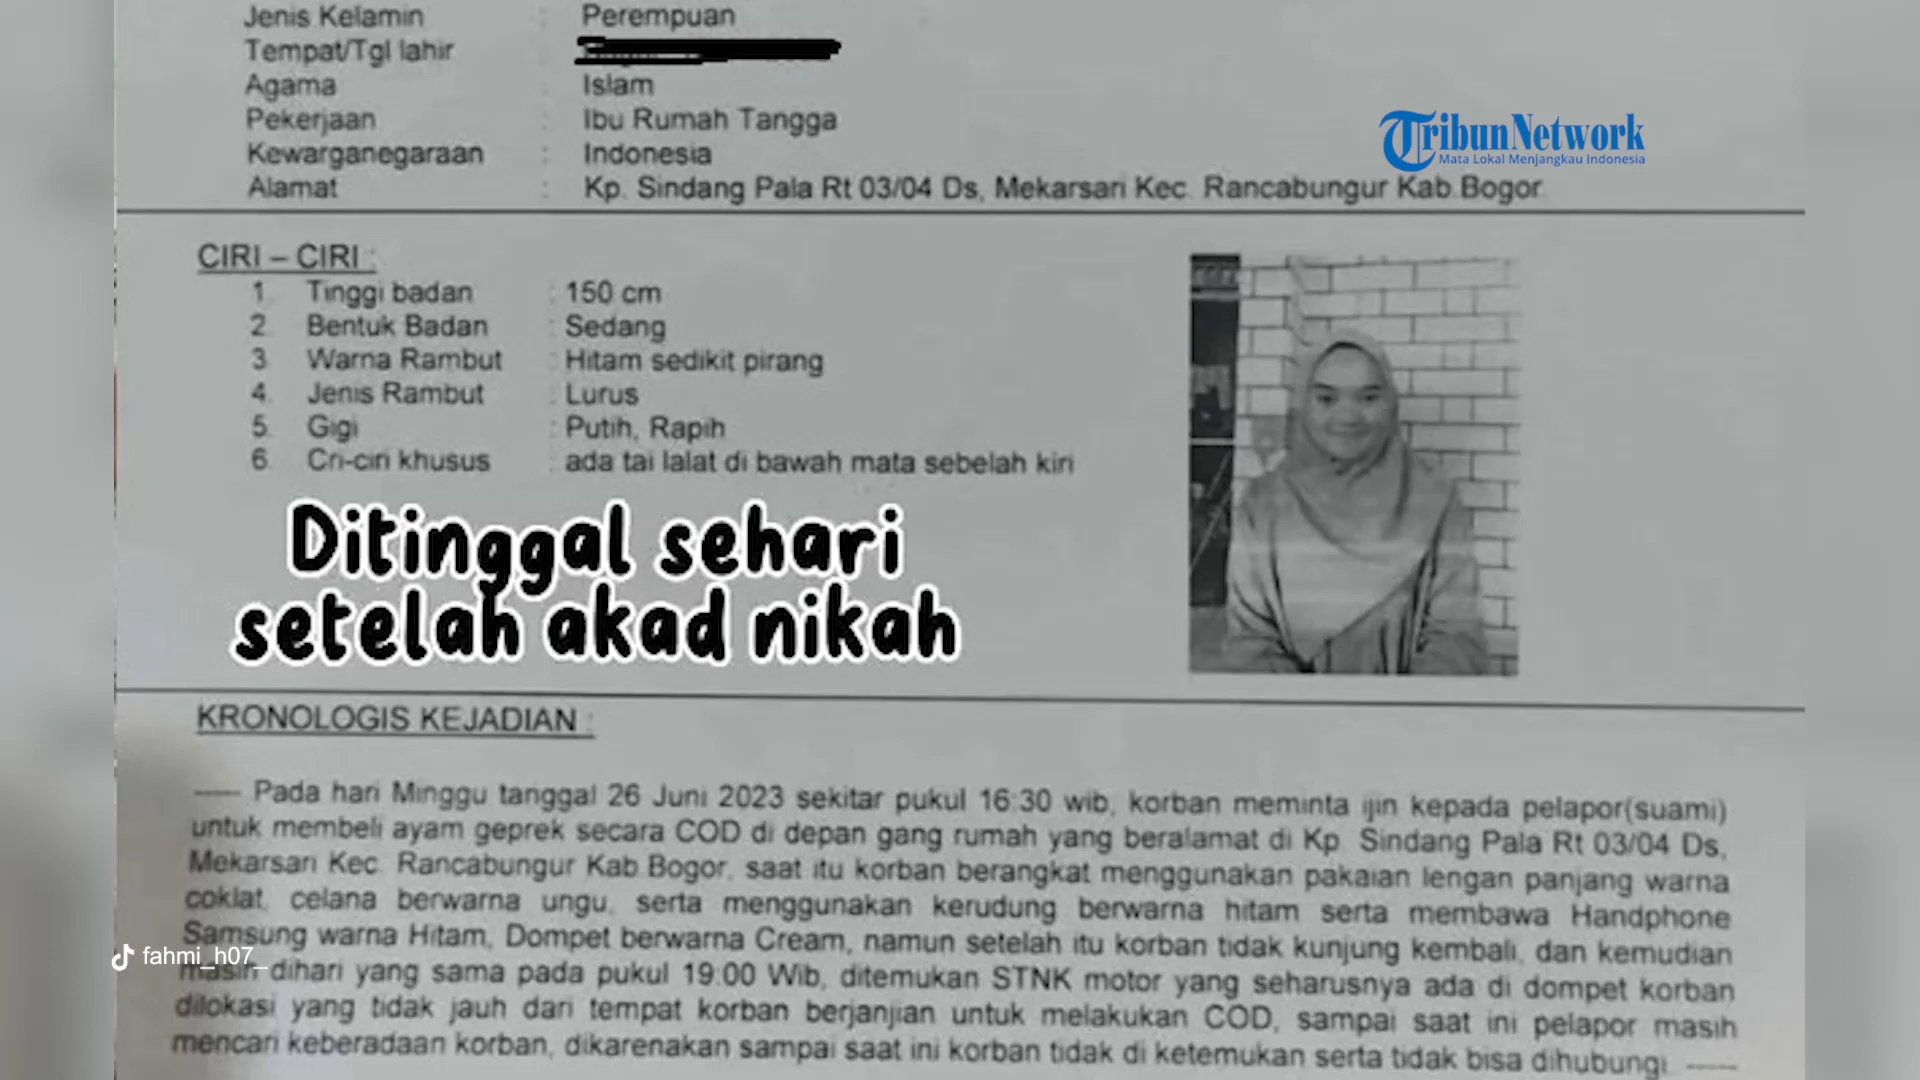 Jenis Kelamin : Perempuan
Tempat/Tgl lahir
Agama Islam
Pekerjaan : Ibu Rumah Tangga
Kewarganegaraan : Indonesia
Alamat : Kp. Sindang Pala Rt 03/04 Ds, Mekarsari Kec. Rancabungur Kab.Bogor.
TribunNetwork
Mata Lokal Menjangkau Indonesia
CIRI – CIRI :
1. Tinggi badan : 150 cm
2. Bentuk Badan : Sedang
3. Warna Rambut : Hitam sedikit pirang
4. Jenis Rambut : Lurus
5. Gigi : Putih, Rapih
6. Cri-ciri khusus : ada tai lalat di bawah mata sebelah kiri
Ditinggal sehari
setelah akad nikah
KRONOLOGIS KEJADIAN :
---- Pada hari Minggu tanggal 26 Juni 2023 sekitar pukul 16:30 wib, korban meminta ijin kepada pelapor(suami)
untuk membeli ayam geprek secara COD di depan gang rumah yang beralamat di Kp. Sindang Pala Rt 03/04 Ds,
Mekarsari Kec. Rancabungur Kab.Bogor, saat itu korban berangkat menggunakan pakaian lengan panjang warna
coklat, celana berwarna ungu, serta menggunakan kerudung berwarna hitam serta membawa Handphone
Samsung warna Hitam, Dompet berwarna Cream, namun setelah itu korban tidak kunjung kembali, dan kemudian
fahmi_h07_
masih dihari yang sama pada pukul 19:00 Wib, ditemukan STNK motor yang seharusnya ada di dompet korban
dilokasi yang tidak jauh dari tempat korban berjanjian untuk melakukan COD, sampai saat ini pelapor masih
mencari keberadaan korban, dikarenakan sampai saat ini korban tidak di ketemukan serta tidak bisa dihubungi. ----